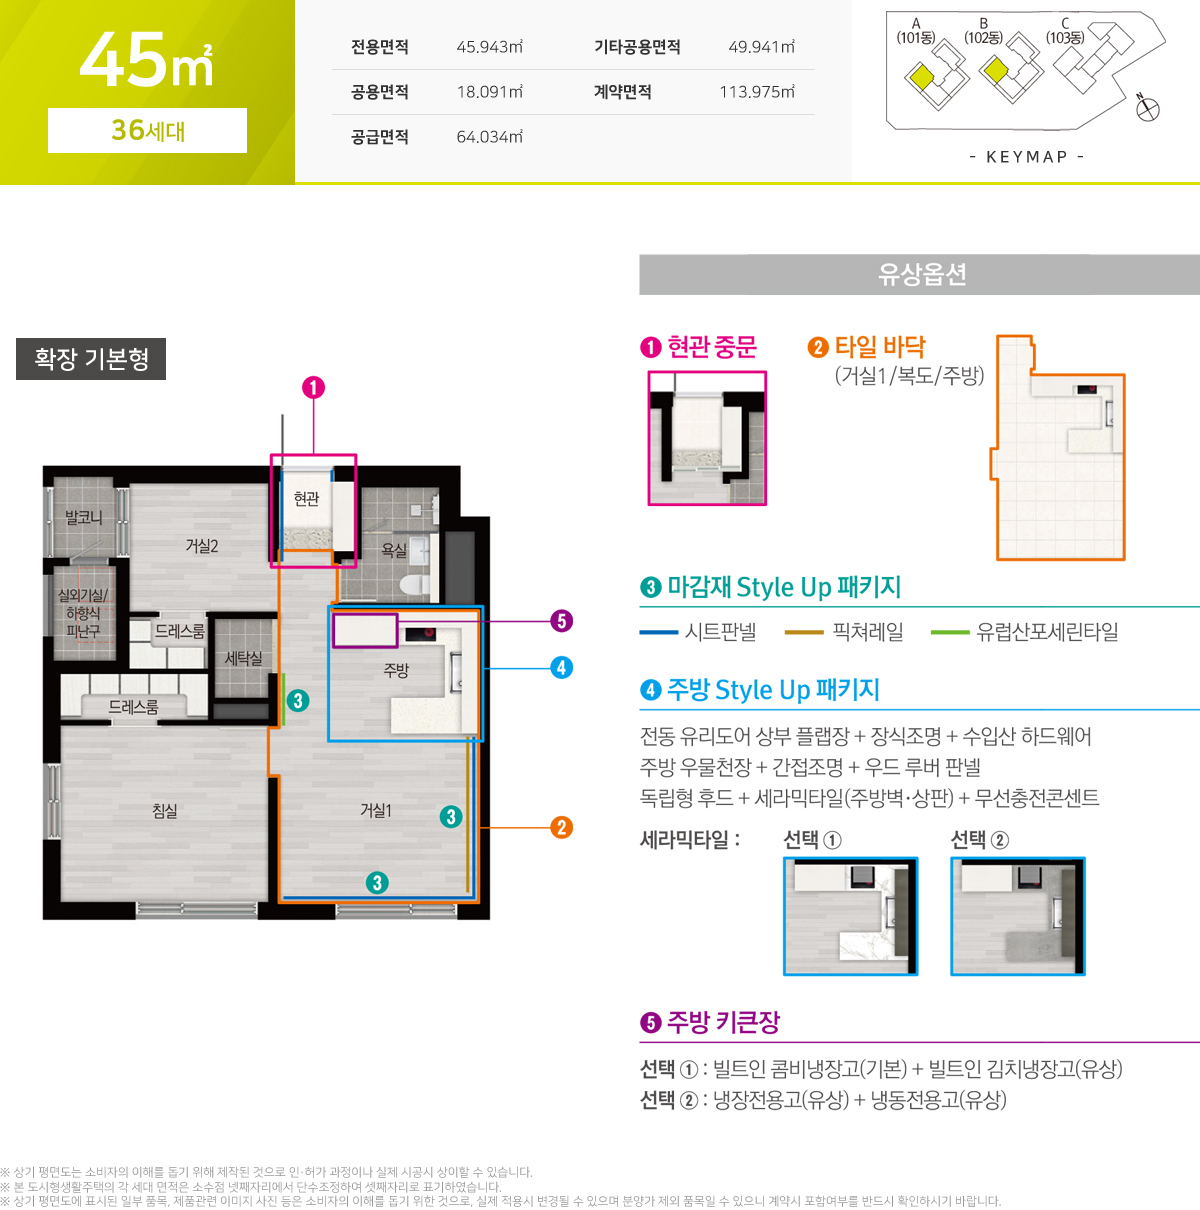 45㎡
36세대
전용면적 45.943㎡ 기타공용면적 49.941㎡
공용면적 18.091㎡ 계약면적 113.975㎡
공급면적 64.034㎡
A B C
(101동) (102동) (103동)
N
- KEYMAP -
유상옵션
확장 기본형
❶ 현관 중문
❷ 타일 바닥
(거실1/복도/주방)
1
현관
발코니
거실2
욕실
실외기실/
하향식
피난구
드레스룸
세탁실
5
4
주방
3
드레스룸
침실
거실1
3
2
3
❸ 마감재 Style Up 패키지
시트판넬 픽쳐레일 유럽산포세린타일
❹ 주방 Style Up 패키지
전동 유리도어 상부 플랩장 + 장식조명 + 수입산 하드웨어
주방 우물천장 + 간접조명 + 우드 루버 판넬
독립형 후드 + 세라믹타일(주방벽·상판) + 무선충전콘센트
세라믹타일 : 선택 ① 선택 ②
❺ 주방 키큰장
선택 ① : 빌트인 콤비냉장고(기본) + 빌트인 김치냉장고(유상)
선택 ② : 냉장전용고(유상) + 냉동전용고(유상)
※ 상기 평면도는 소비자의 이해를 돕기 위해 제작된 것으로 인·허가 과정이나 실제 시공시 상이할 수 있습니다.
※ 본 도시형생활주택의 각 세대 면적은 소수점 넷째자리에서 단수조정하여 셋째자리로 표기하였습니다.
※ 상기 평면도에 표시된 일부 품목, 제품관련 이미지 사진 등은 소비자의 이해를 돕기 위한 것으로, 실제 적용시 변경될 수 있으며 분양가 제외 품목일 수 있으니 계약시 포함여부를 반드시 확인하시기 바랍니다.